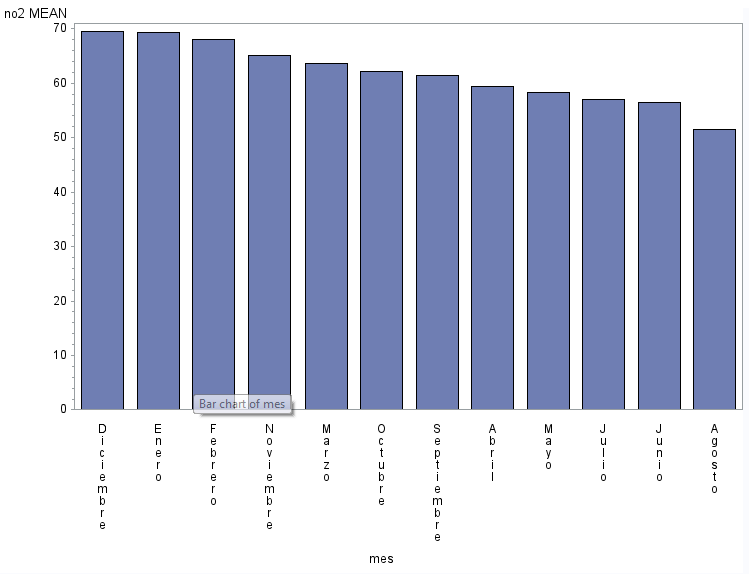 no2 MEAN
70
60
50
40
30
20
10
0
Bar chart of mes
Diciembre
Enero
Febrero
Noviembre
Marzo
Octubre
Septiembre
Abril
Mayo
Julio
Junio
Agosto
mes